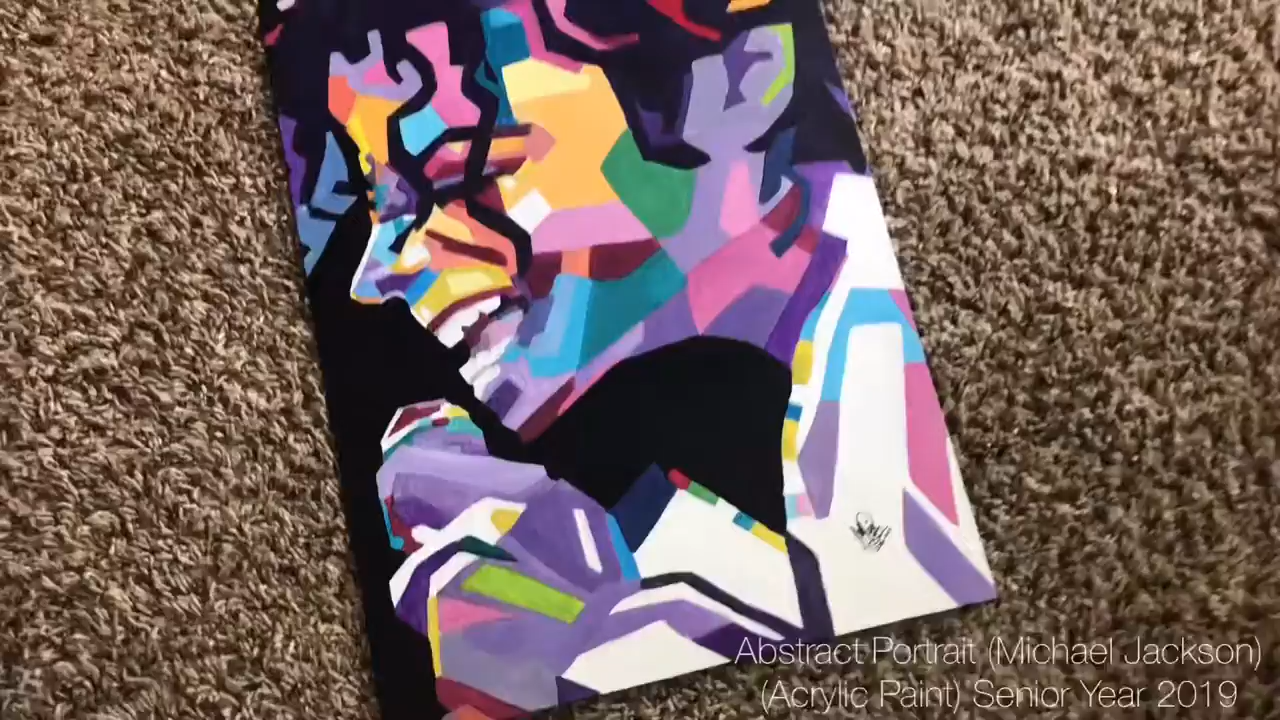 Abstract Portrait (Michael Jackson)
(Acrylic Paint) Senior Year 2019